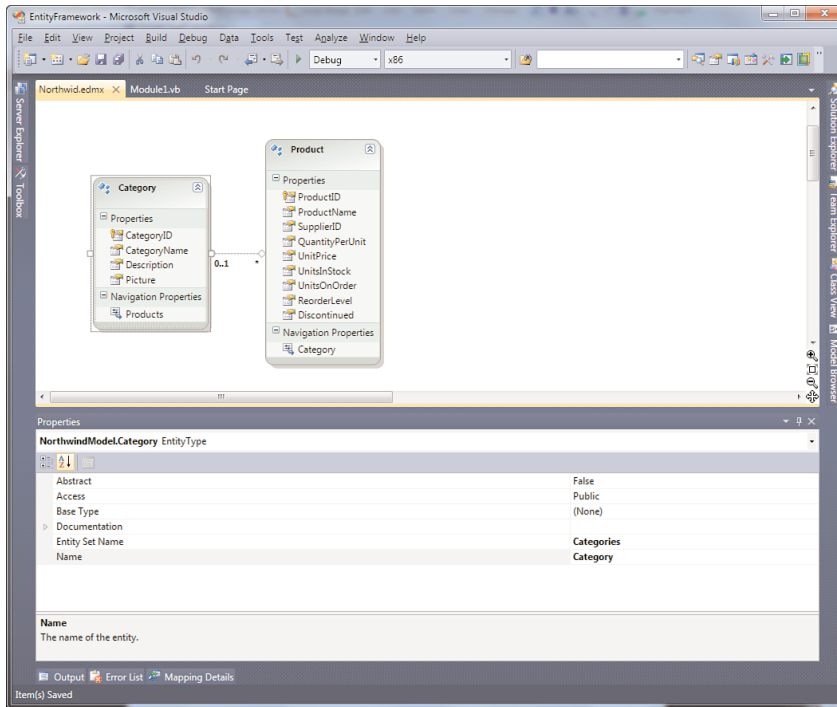 EntityFramework - Microsoft Visual Studio
File Edit View Project Build Debug Data Tools Test Analyze Window Help
Debug x86
Northwid.edmx Module1.vb Start Page
Server Explorer
Toolbox
Solution Explorer
Team Explorer
Class View
Model Browser
Category
Properties
CategoryID
CategoryName
Description
Picture
Navigation Properties
Products
0..1 *
Product
Properties
ProductID
ProductName
SupplierID
QuantityPerUnit
UnitPrice
UnitsInStock
UnitsOnOrder
ReorderLevel
Discontinued
Navigation Properties
Category
Properties
NorthwindModel.Category EntityType
Abstract False
Access Public
Base Type (None)
Documentation
Entity Set Name Categories
Name Category
Name
The name of the entity.
Output Error List Mapping Details
Item(s) Saved